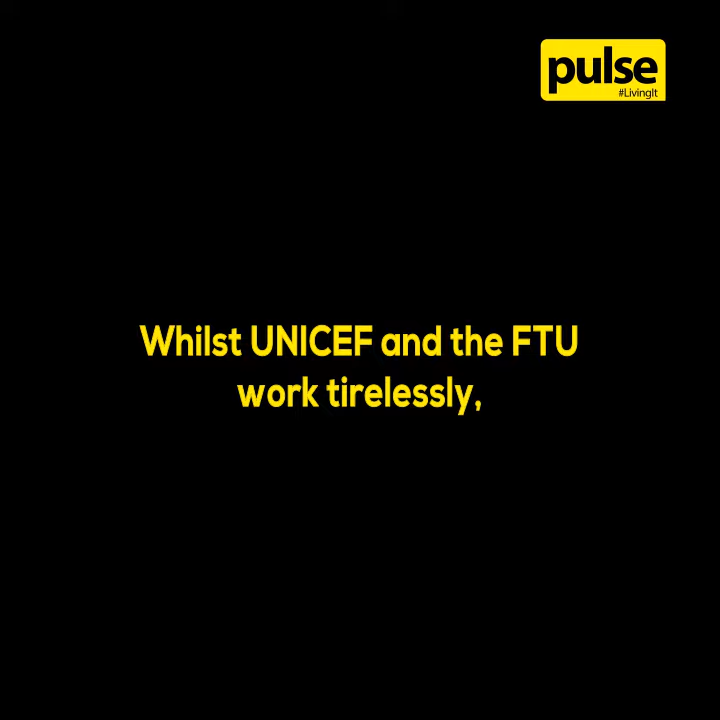 pulse
#LivingIt
Whilst UNICEF and the FTU
work tirelessly,